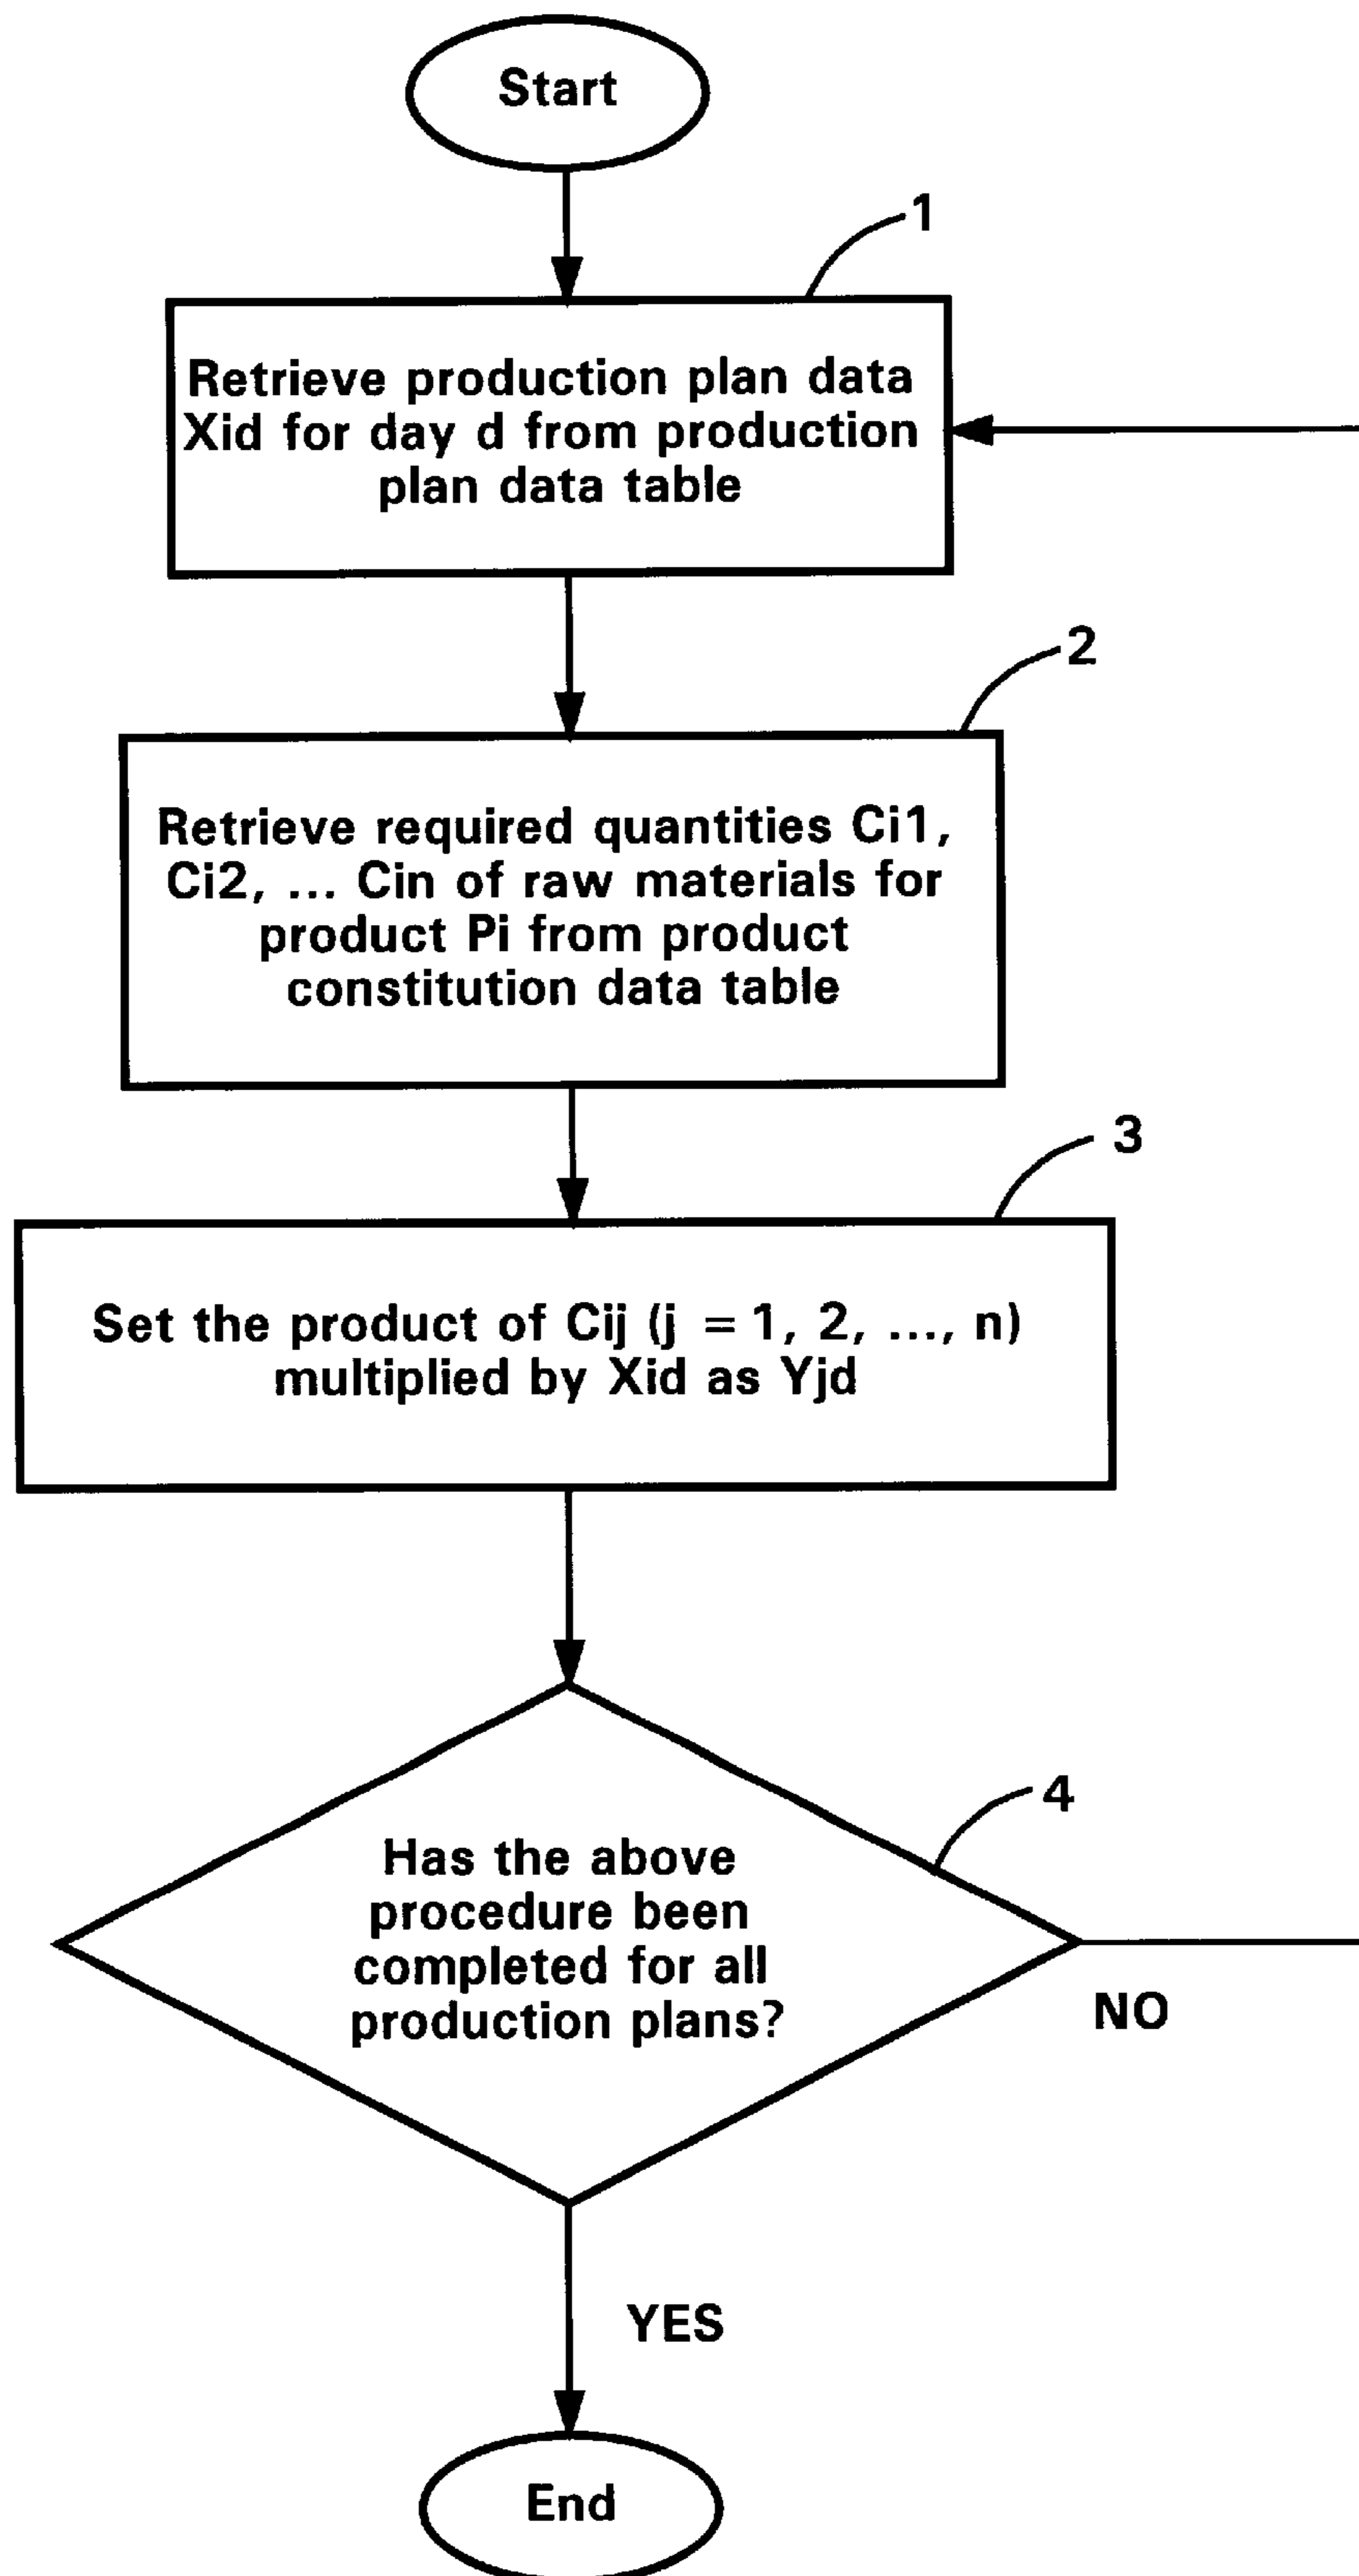 Start
1
Retrieve production plan data
Xid for day d from production
plan data table
2
Retrieve required quantities Ci1,
Ci2, ... Cin of raw materials for
product Pi from product
constitution data table
3
Set the product of Cij (j = 1, 2, ..., n)
multiplied by Xid as Yjd
4
Has the above
procedure been
completed for all
production plans?
NO
YES
End